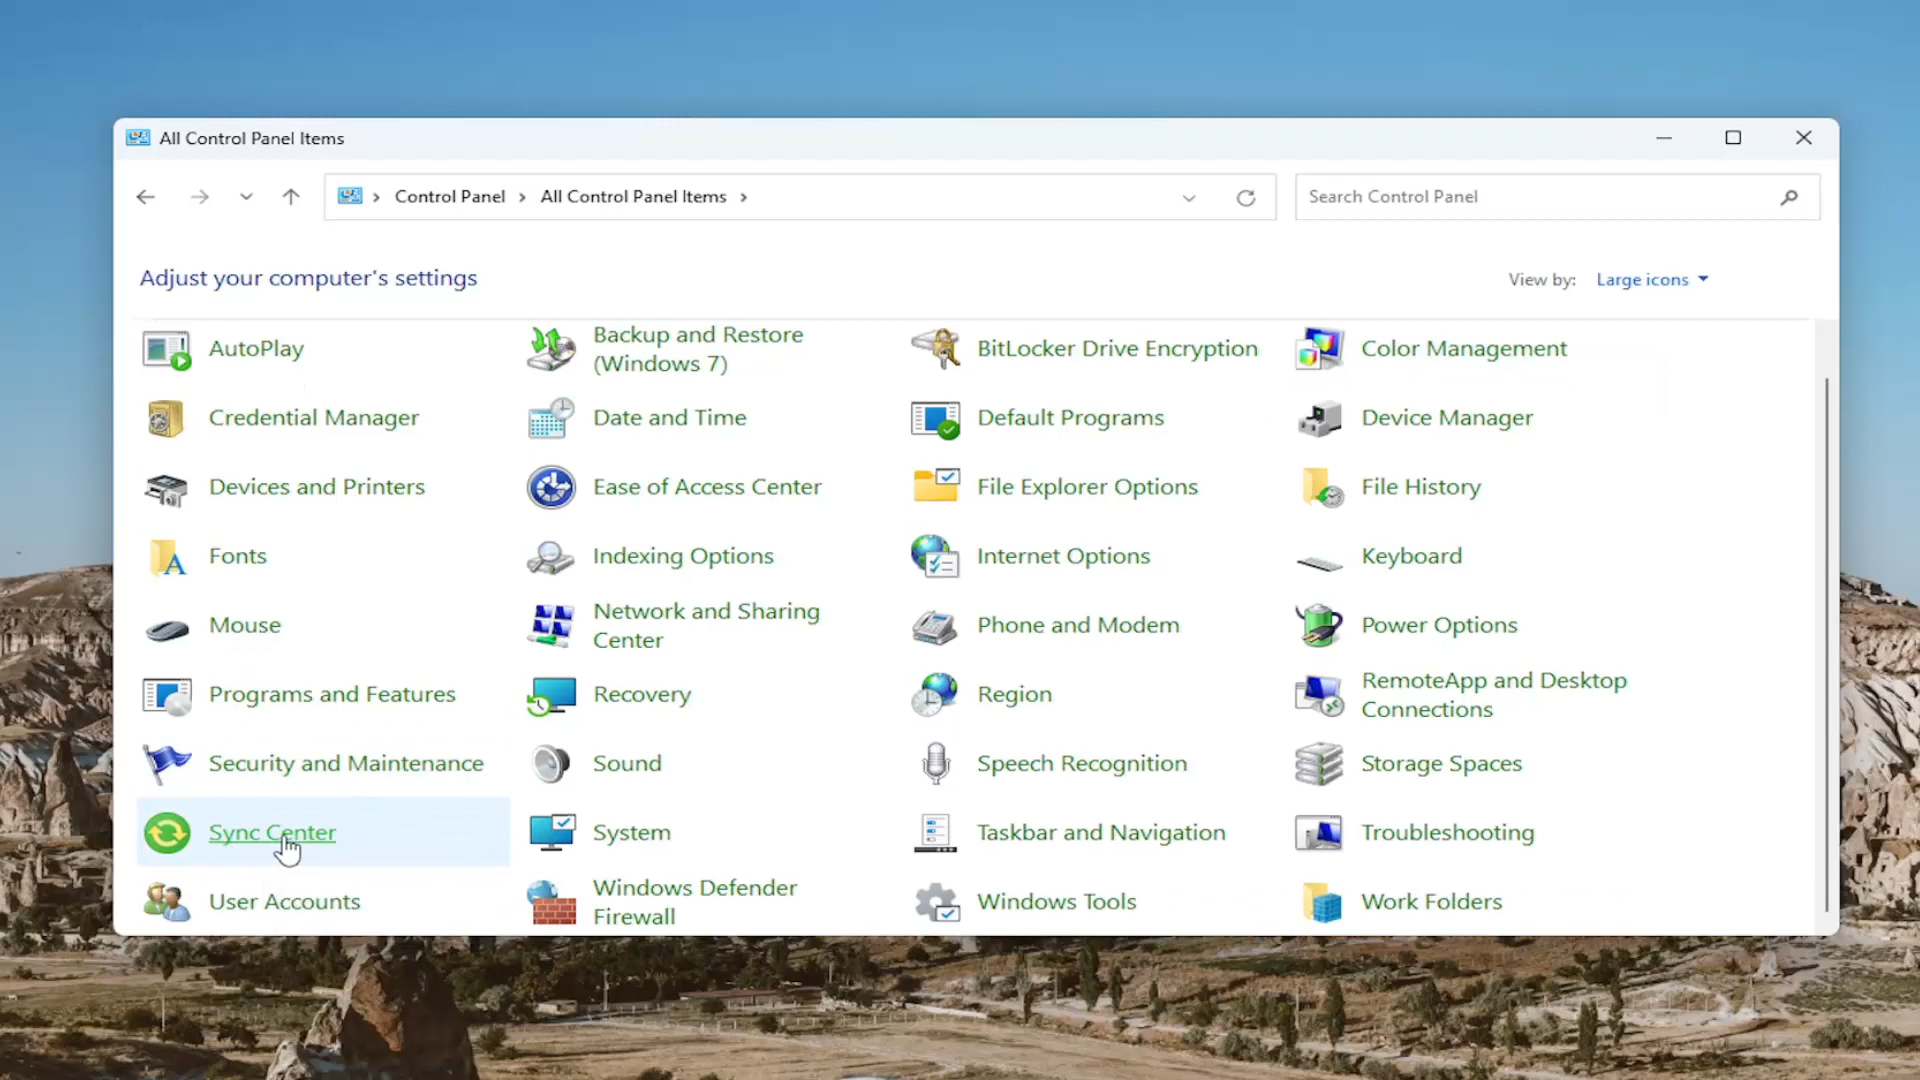 All Control Panel Items
Control Panel All Control Panel Items
Search Control Panel
Adjust your computer's settings
View by: Large icons
AutoPlay
Backup and Restore
(Windows 7)
BitLocker Drive Encryption
Color Management
Credential Manager
Date and Time
Default Programs
Device Manager
Devices and Printers
Ease of Access Center
File Explorer Options
File History
Fonts
Indexing Options
Internet Options
Keyboard
Mouse
Network and Sharing
Center
Phone and Modem
Power Options
Programs and Features
Recovery
Region
RemoteApp and Desktop
Connections
Security and Maintenance
Sound
Speech Recognition
Storage Spaces
Sync Center
System
Taskbar and Navigation
Troubleshooting
User Accounts
Windows Defender
Firewall
Windows Tools
Work Folders